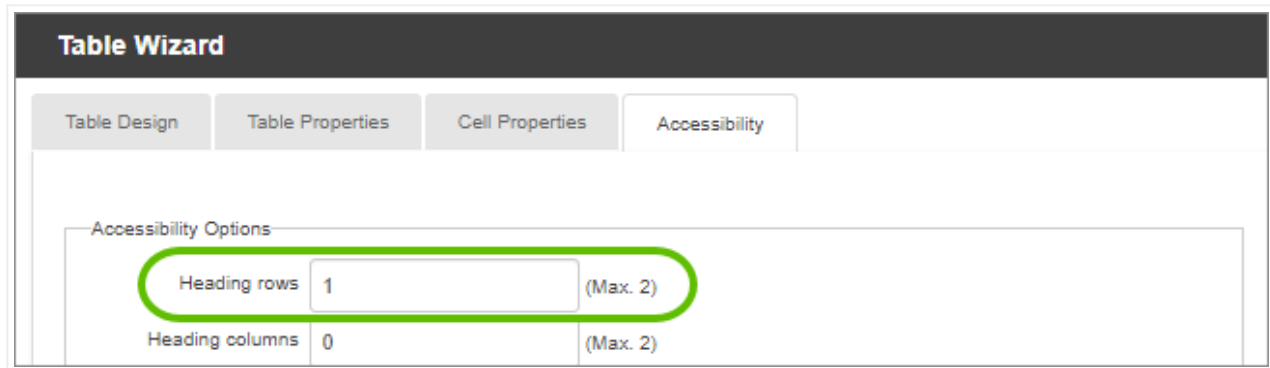 Table Wizard
Table Design Table Properties Cell Properties Accessibility
Accessibility Options
Heading rows 1 (Max. 2)
Heading columns 0 (Max. 2)